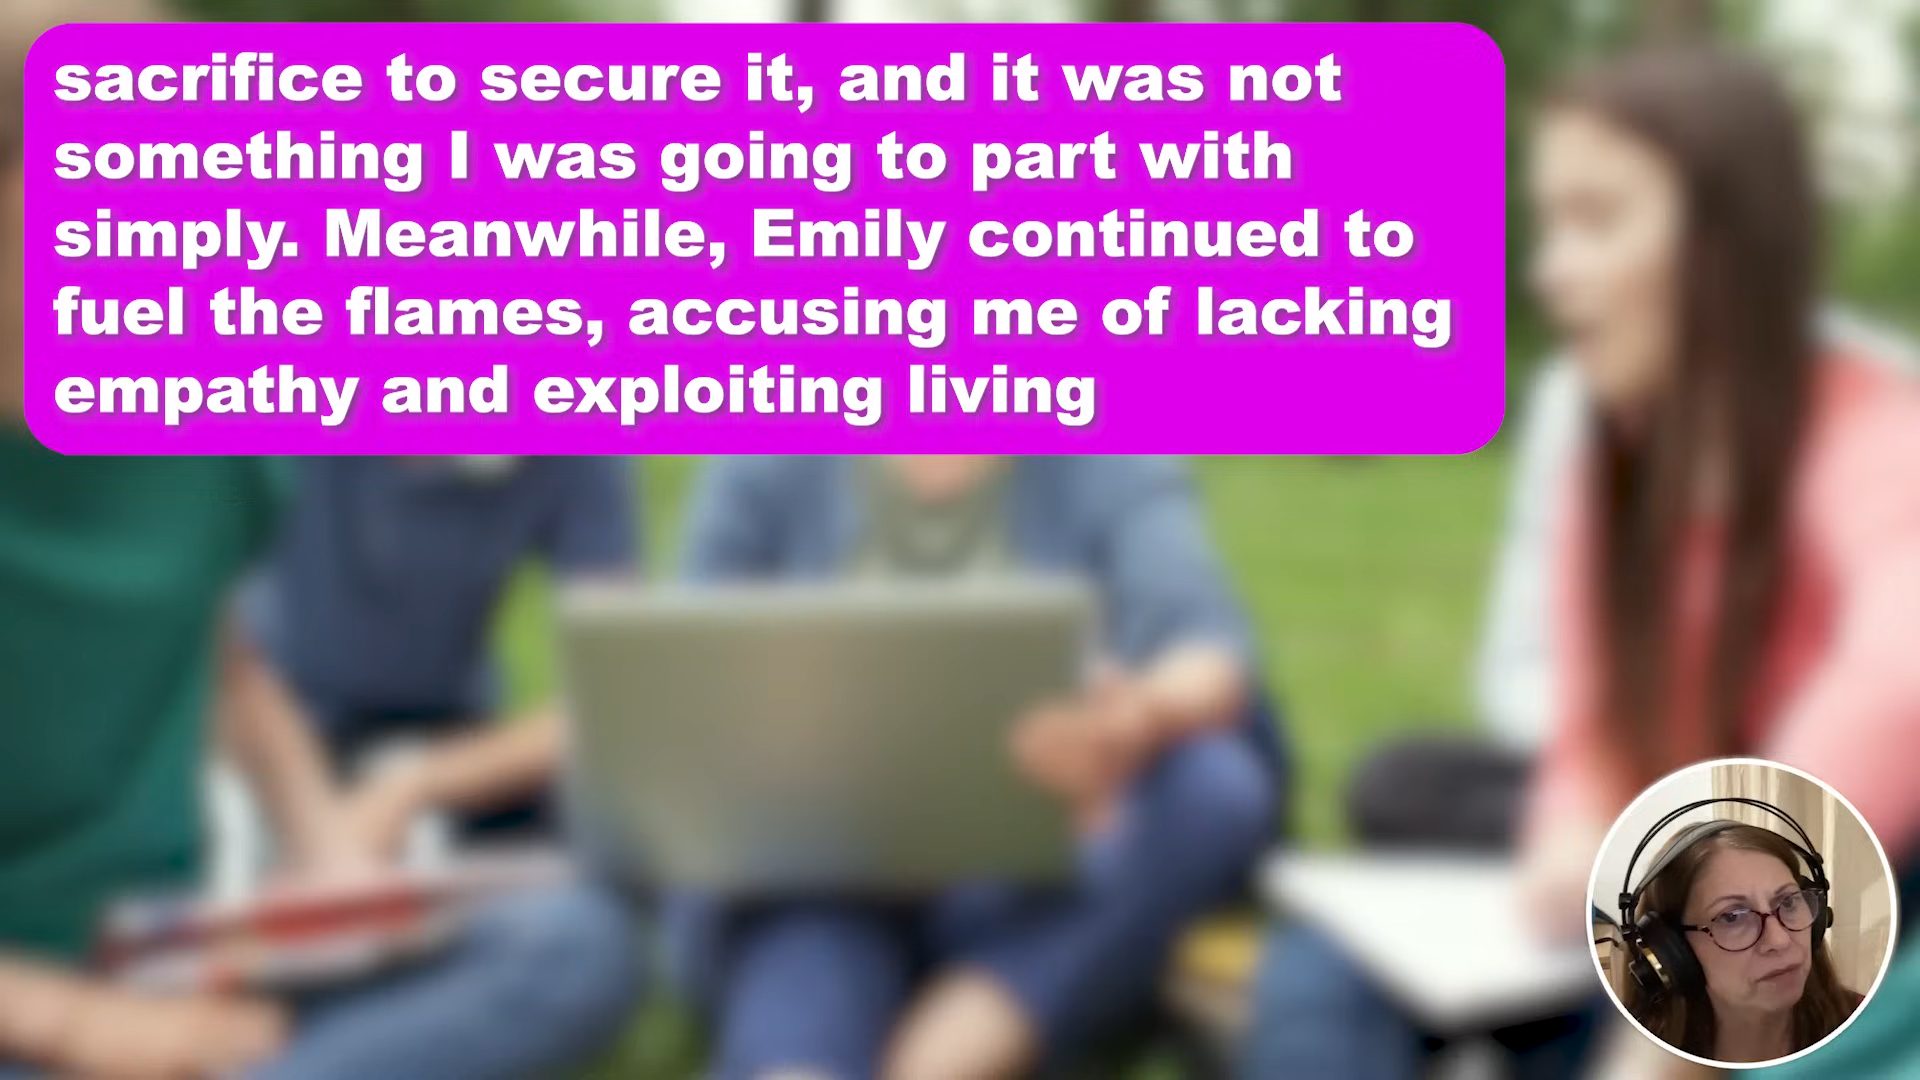 sacrifice to secure it, and it was not
something I was going to part with
simply. Meanwhile, Emily continued to
fuel the flames, accusing me of lacking
empathy and exploiting living